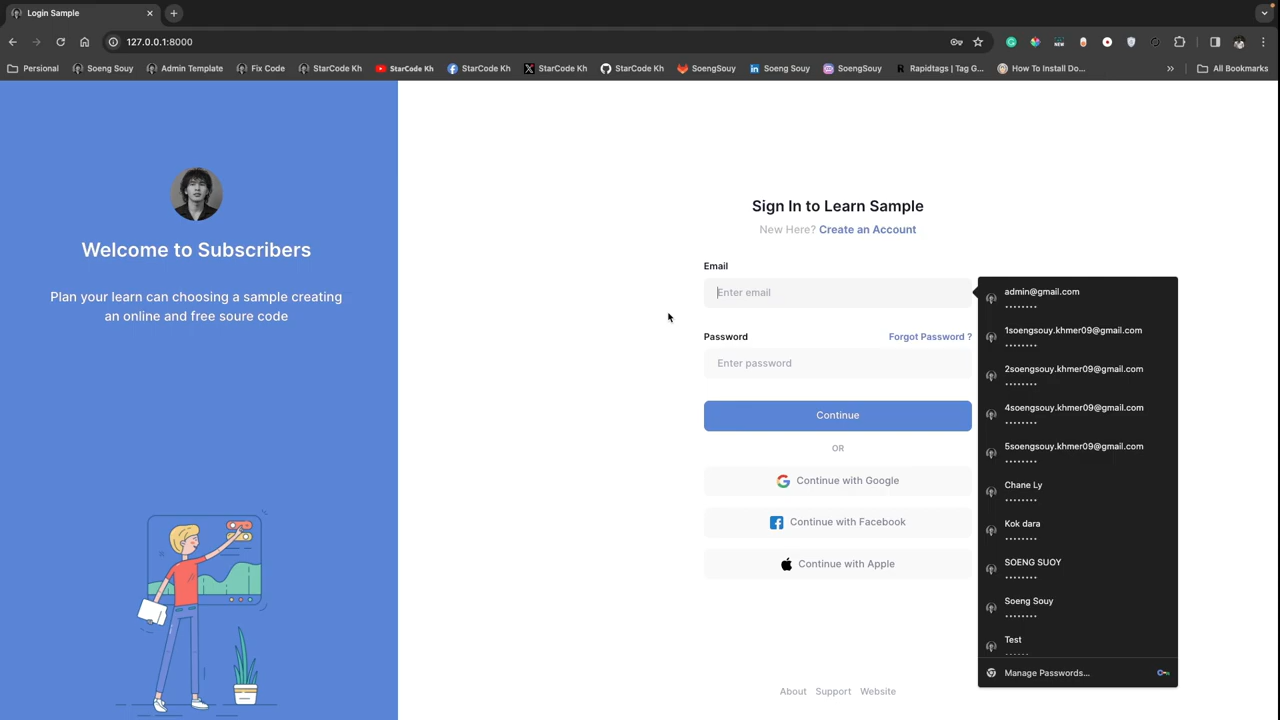 Login Sample
127.0.0.1:8000
NEW
Persional
Soeng Souy
Admin Template
Fix Code
StarCode Kh
StarCode Kh
StarCode Kh
StarCode Kh
StarCode Kh
SoengSouy
Soeng Souy
SoengSouy
Rapidtags | Tag G...
How To Install Do...
All Bookmarks
Welcome to Subscribers
Plan your learn can choosing a sample creating
an online and free soure code
Sign In to Learn Sample
New Here? Create an Account
Email
Enter email
Password
Forgot Password ?
Enter password
Continue
OR
Continue with Google
Continue with Facebook
Continue with Apple
About Support Website
admin@gmail.com
1soengsouy.khmer09@gmail.com
2soengsouy.khmer09@gmail.com
4soengsouy.khmer09@gmail.com
5soengsouy.khmer09@gmail.com
Chane Ly
Kok dara
SOENG SUOY
Soeng Souy
Test
Manage Passwords...